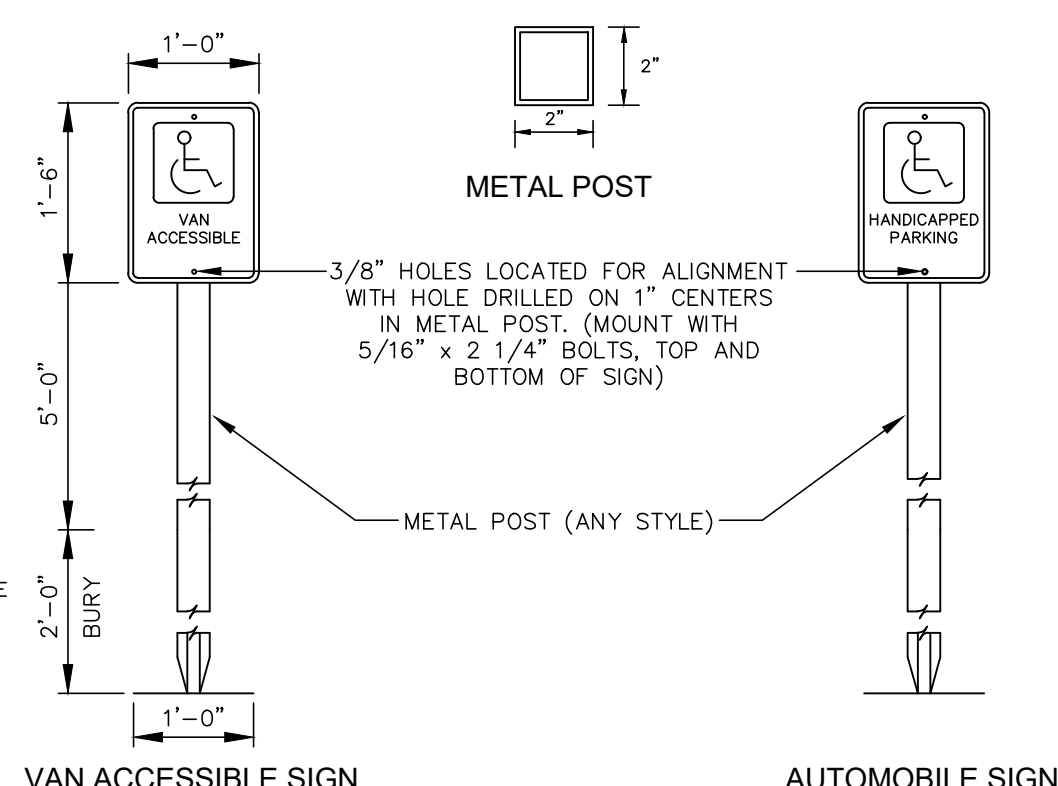 1'-0"
2"
2"
METAL POST
1'-6"
VAN
ACCESSIBLE
HANDICAPPED
PARKING
3/8" HOLES LOCATED FOR ALIGNMENT
WITH HOLE DRILLED ON 1" CENTERS
IN METAL POST. (MOUNT WITH
5/16" x 2 1/4" BOLTS, TOP AND
BOTTOM OF SIGN)
5'-0"
METAL POST (ANY STYLE)
2'-0"
BURY
1'-0"
VAN ACCESSIBLE SIGN
AUTOMOBILE SIGN